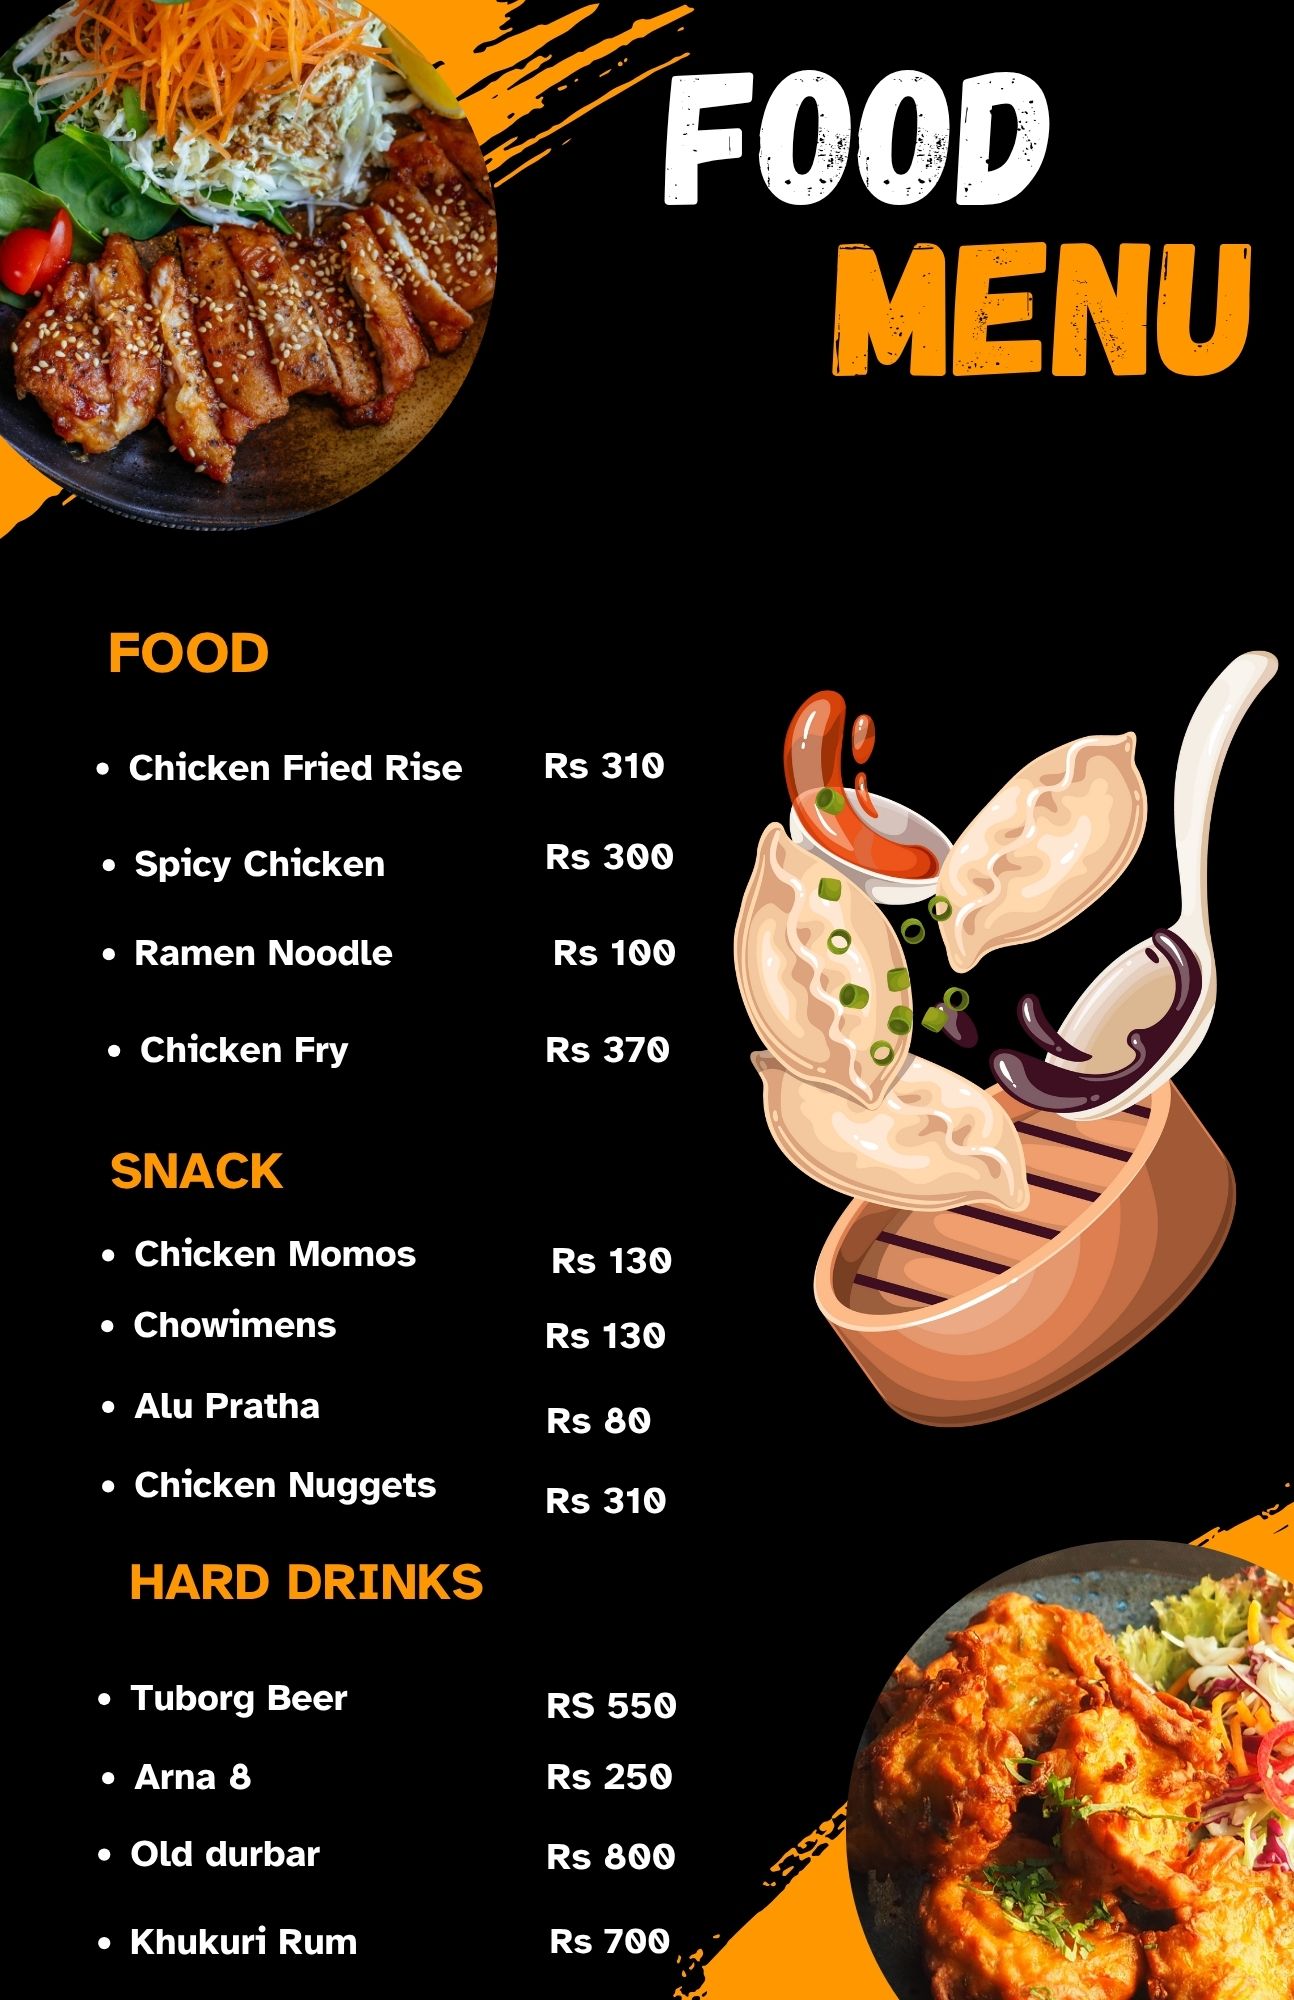 FOOD
MENU
FOOD
Chicken Fried Rise Rs 310
Spicy Chicken Rs 300
Ramen Noodle Rs 100
Chicken Fry Rs 370
SNACK
Chicken Momos Rs 130
Chowimens Rs 130
Alu Pratha Rs 80
Chicken Nuggets Rs 310
HARD DRINKS
Tuborg Beer RS 550
Arna 8 Rs 250
Old durbar Rs 800
Khukuri Rum Rs 700